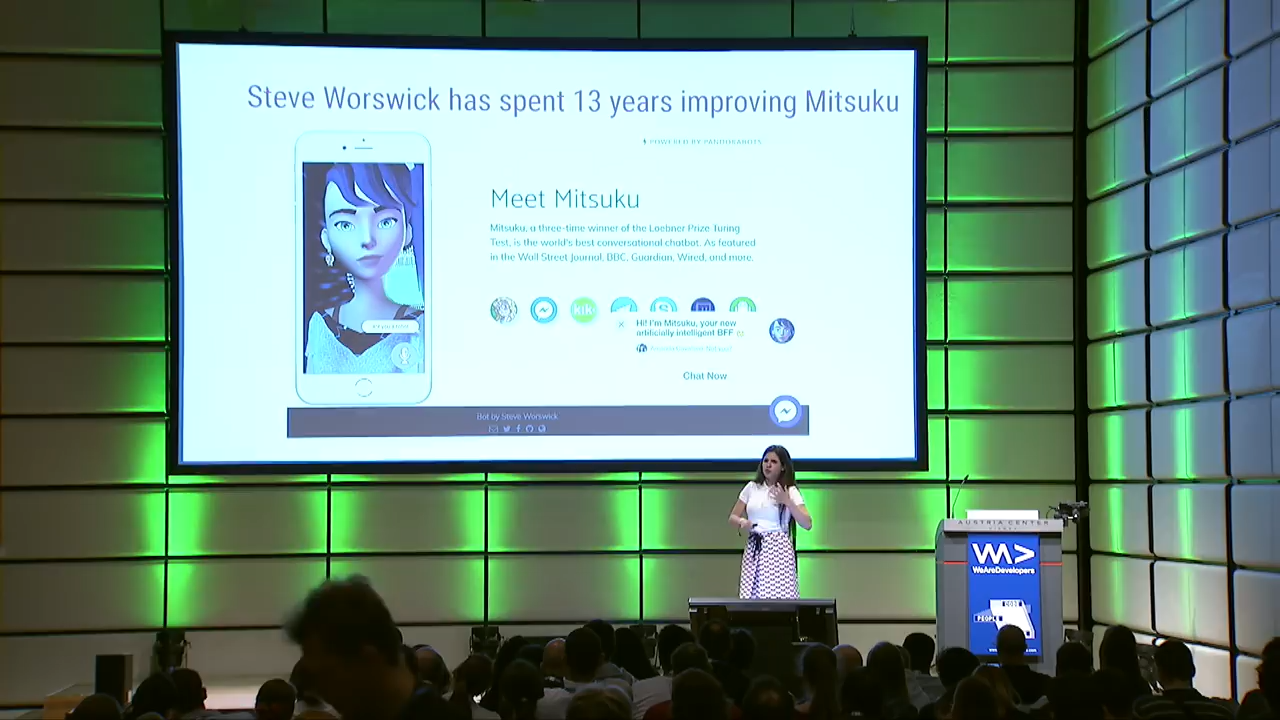 Steve Worswick has spent 13 years improving Mitsuku
POWERED BY PANDORABOTS
Meet Mitsuku
Mitsuku, a three-time winner of the Loebner Prize Turing
Test, is the world's best conversational chatbot. As featured
in the Wall Street Journal, BBC, Guardian, Wired, and more.
kik
Hi! I'm Mitsuku, your new
artificially intelligent BFF
Chat Now
Bot by Steve Worswick
AUSTRIA CENTER
WeAreDevelopers
CODE
PEOPLE